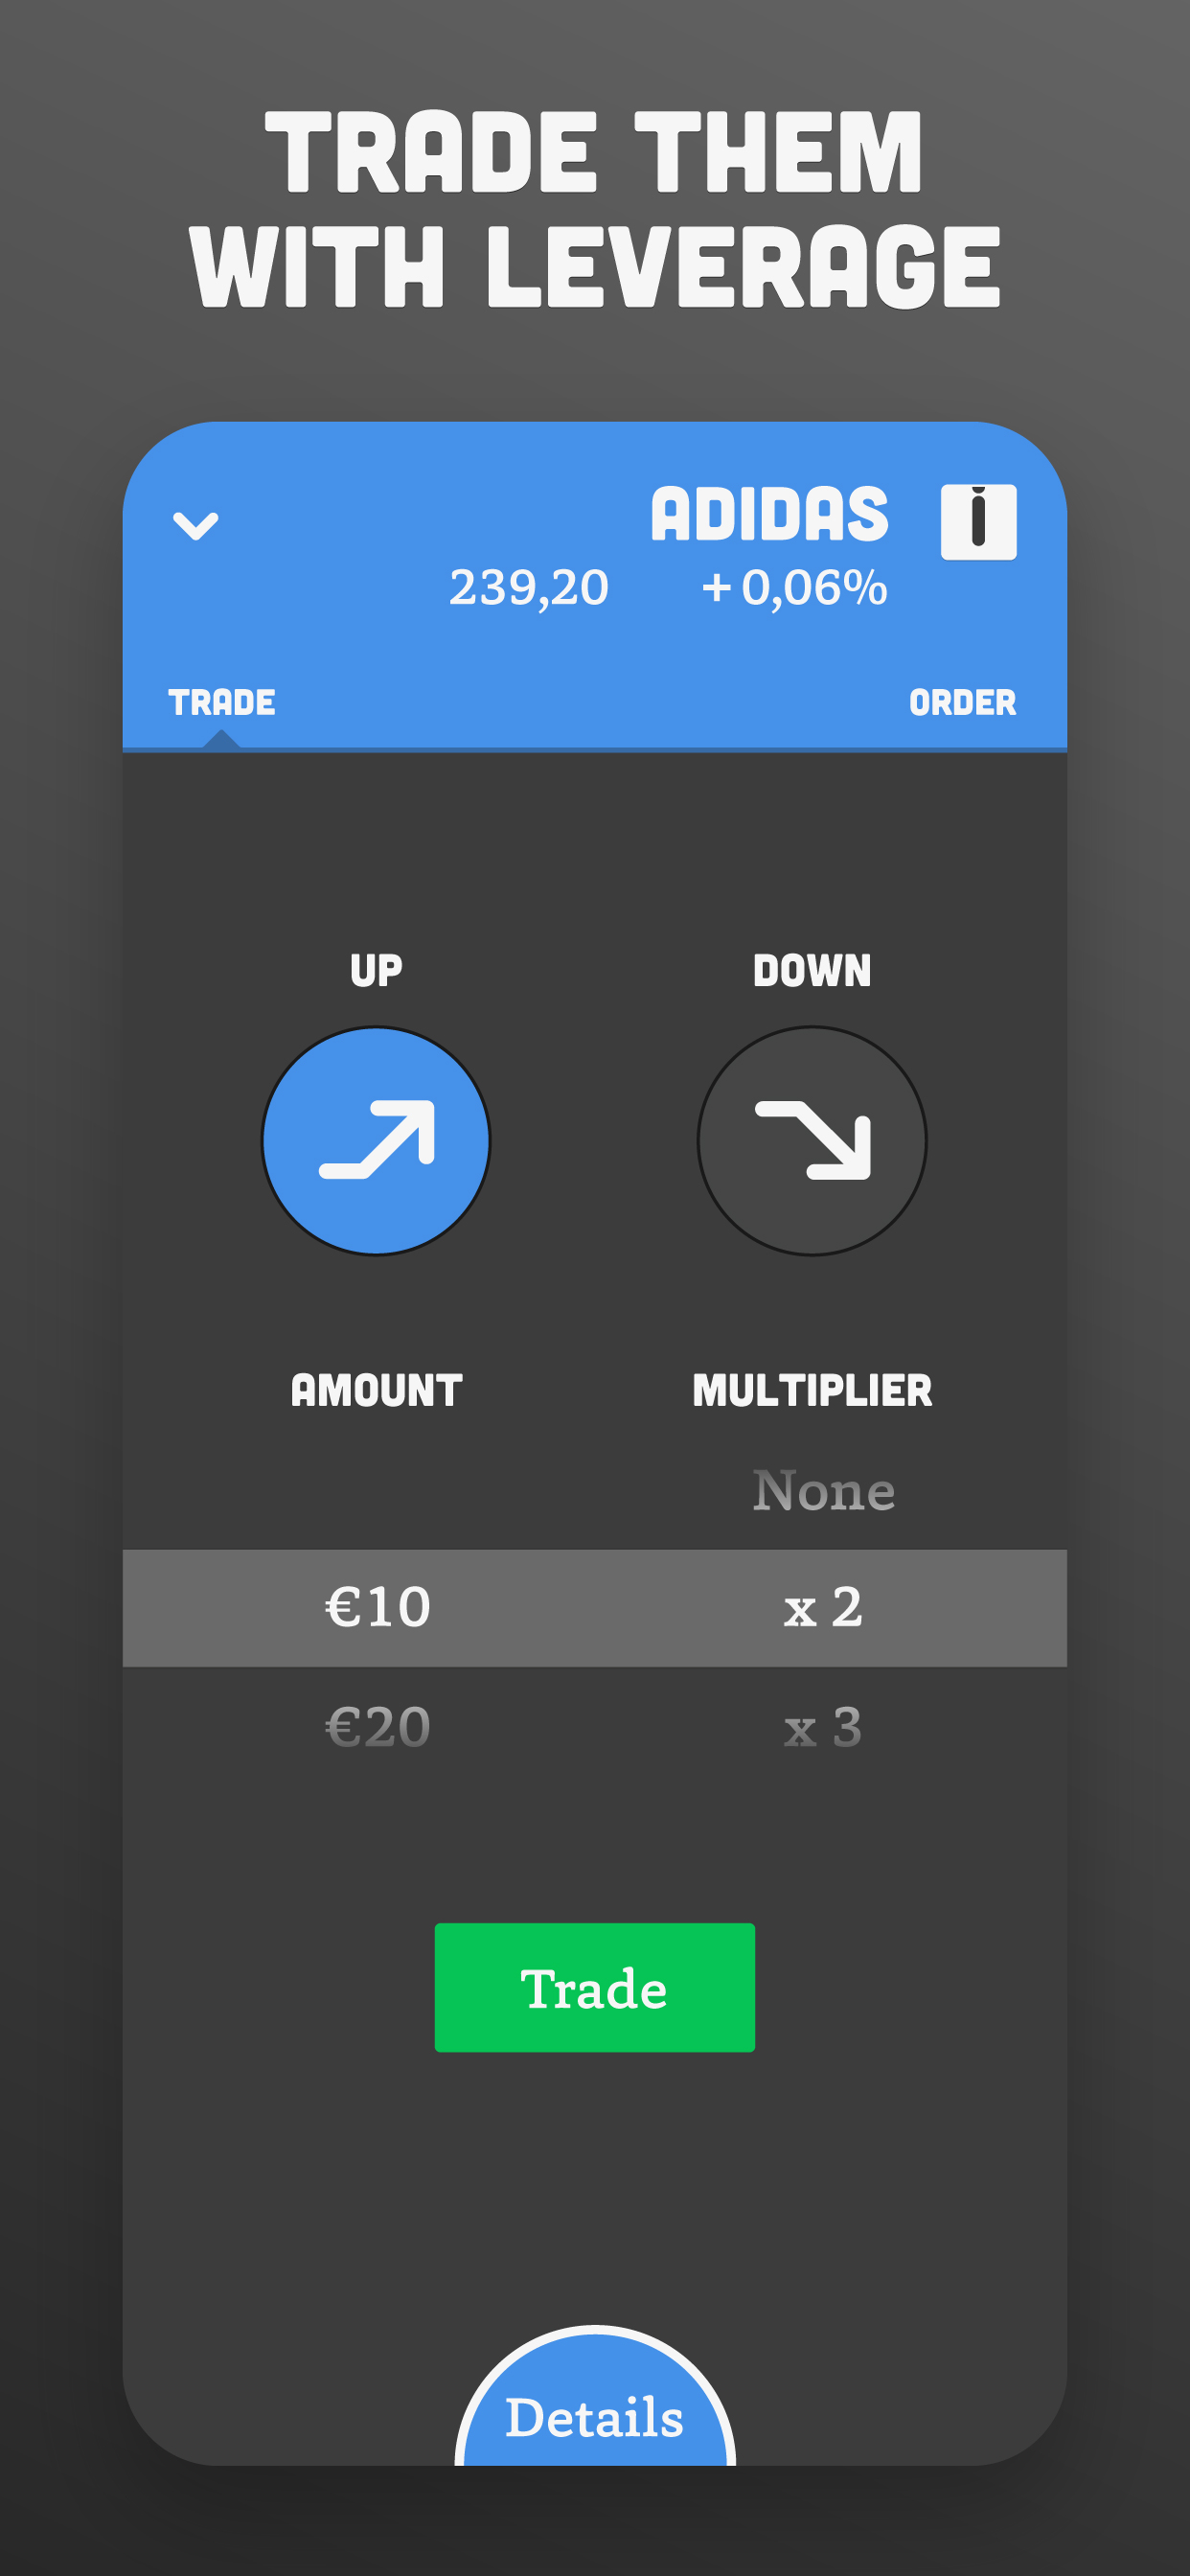 TRADE THEM
WITH LEVERAGE
ADIDAS
i
239,20 +0,06%
TRADE ORDER
UP DOWN
AMOUNT MULTIPLIER
None
€10 x 2
€20 x 3
Trade
Details